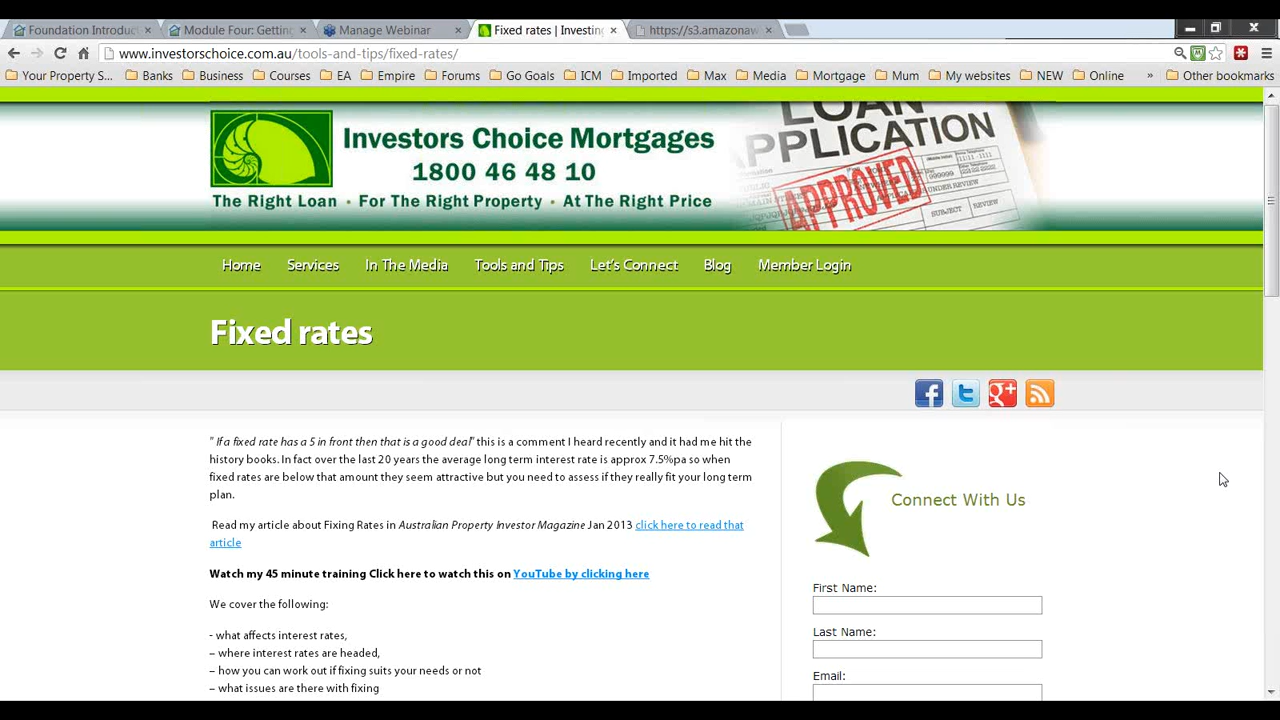 Foundation Introduc
Module Four: Getting
Manage Webinar
Fixed rates | Investing
https://s3.amazonaw
www.investorschoice.com.au/tools-and-tips/fixed-rates/
Your Property S... Banks Business Courses EA Empire Forums Go Goals ICM Imported Max Media Mortgage Mum My websites NEW Online » Other bookmarks
Investors Choice Mortgages
1800 46 48 10
The Right Loan • For The Right Property • At The Right Price
LOAN
APPLICATION
APPROVED
UNDER REVIEW
SUBJECT REVIEW
Home Services In The Media Tools and Tips Let's Connect Blog Member Login
Fixed rates
" If a fixed rate has a 5 in front then that is a good deal" this is a comment I heard recently and it had me hit the
history books. In fact over the last 20 years the average long term interest rate is approx 7.5%pa so when
fixed rates are below that amount they seem attractive but you need to assess if they really fit your long term
plan.
Read my article about Fixing Rates in Australian Property Investor Magazine Jan 2013 click here to read that
article
Watch my 45 minute training Click here to watch this on YouTube by clicking here
We cover the following:
- what affects interest rates,
– where interest rates are headed,
– how you can work out if fixing suits your needs or not
– what issues are there with fixing
Connect With Us
First Name:
Last Name:
Email: